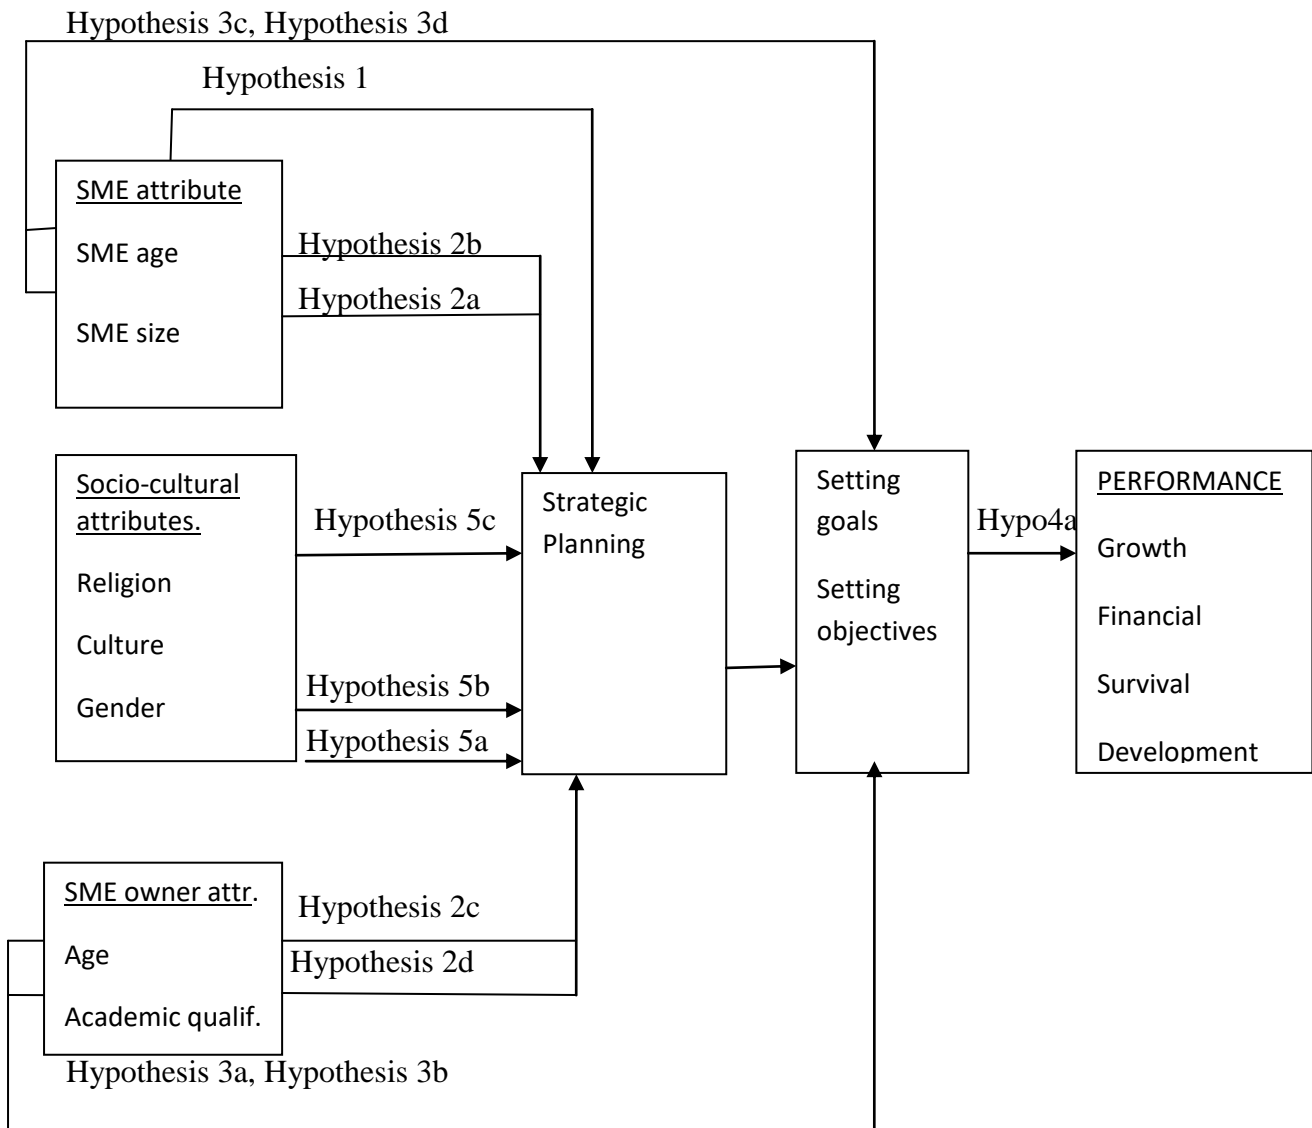 Hypothesis 3c, Hypothesis 3d
Hypothesis 1
SME attribute
SME age
SME size
Hypothesis 2b
Hypothesis 2a
Socio-cultural
attributes.
Religion
Culture
Gender
Hypothesis 5c
Hypothesis 5b
Hypothesis 5a
Strategic
Planning
Setting
goals
Setting
objectives
Hypo4a
PERFORMANCE
Growth
Financial
Survival
Development
SME owner attr.
Age
Academic qualif.
Hypothesis 2c
Hypothesis 2d
Hypothesis 3a, Hypothesis 3b